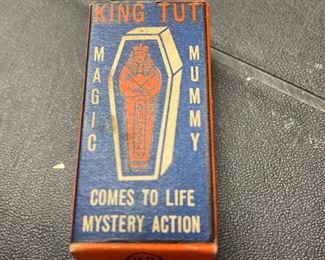 KING TUT
MAGIC
MUMMY
COMES TO LIFE
MYSTERY ACTION